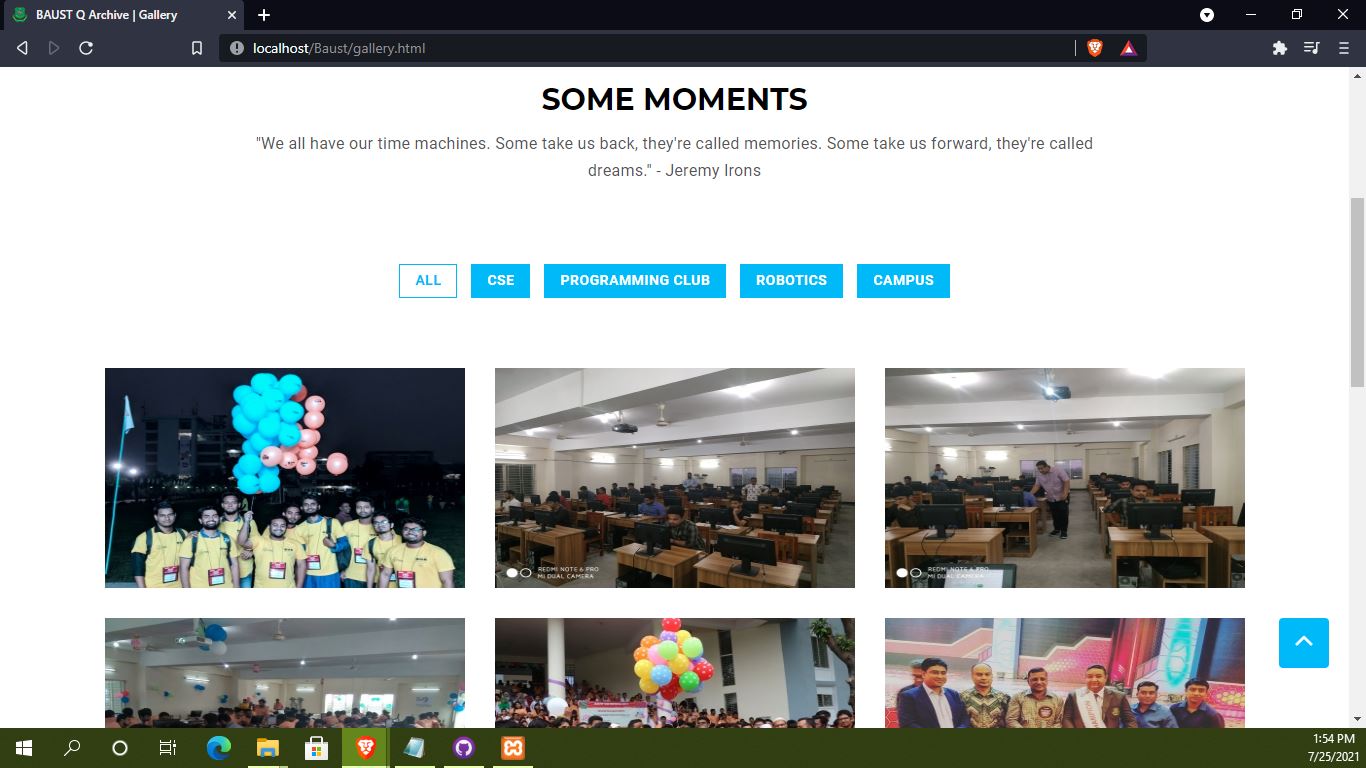 BAUST Q Archive | Gallery
localhost/Baust/gallery.html
SOME MOMENTS
"We all have our time machines. Some take us back, they're called memories. Some take us forward, they're called
dreams." - Jeremy Irons
ALL
CSE
PROGRAMMING CLUB
ROBOTICS
CAMPUS
REDMI NOTE 6 PRO
MI DUAL CAMERA
REDMI NOTE 6 PRO
MI DUAL CAMERA
1:54 PM
7/25/2021